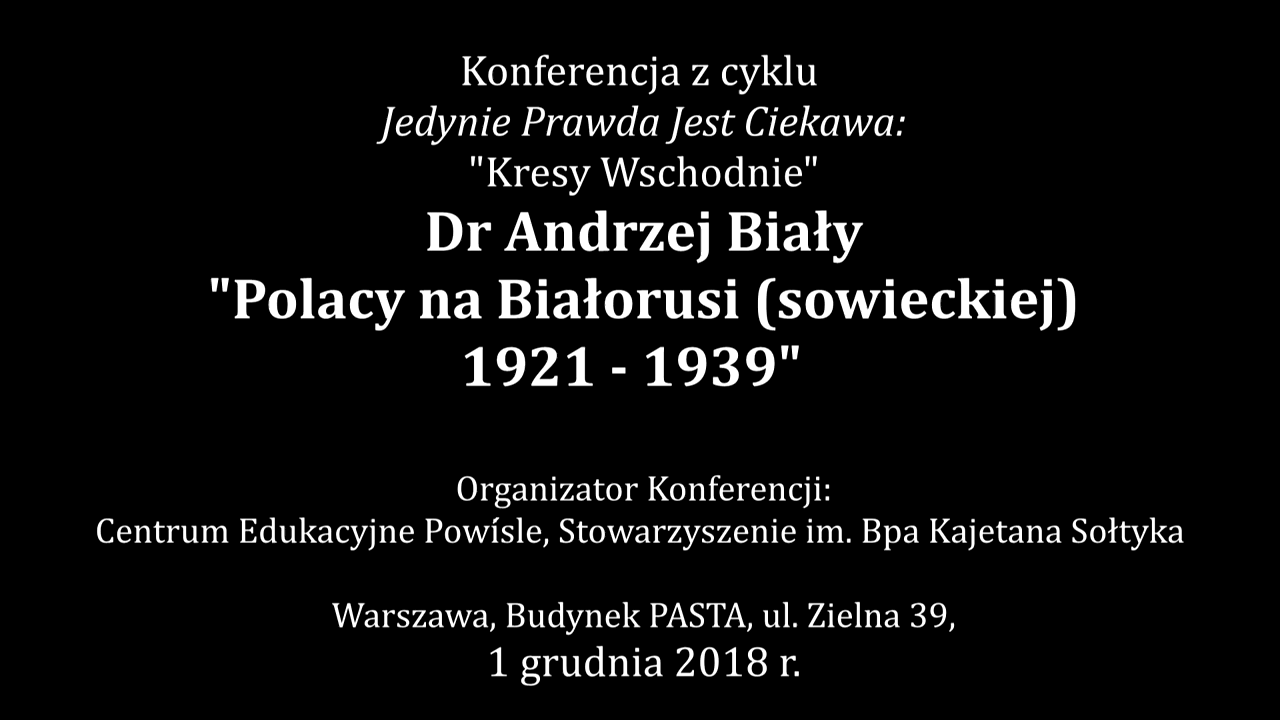 Konferencja z cyklu
Jedynie Prawda Jest Ciekawa:
"Kresy Wschodnie"
Dr Andrzej Biały
"Polacy na Białorusi (sowieckiej)
1921 - 1939"
Organizator Konferencji:
Centrum Edukacyjne Powísle, Stowarzyszenie im. Bpa Kajetana Sołtyka
Warszawa, Budynek PASTA, ul. Zielna 39,
1 grudnia 2018 r.